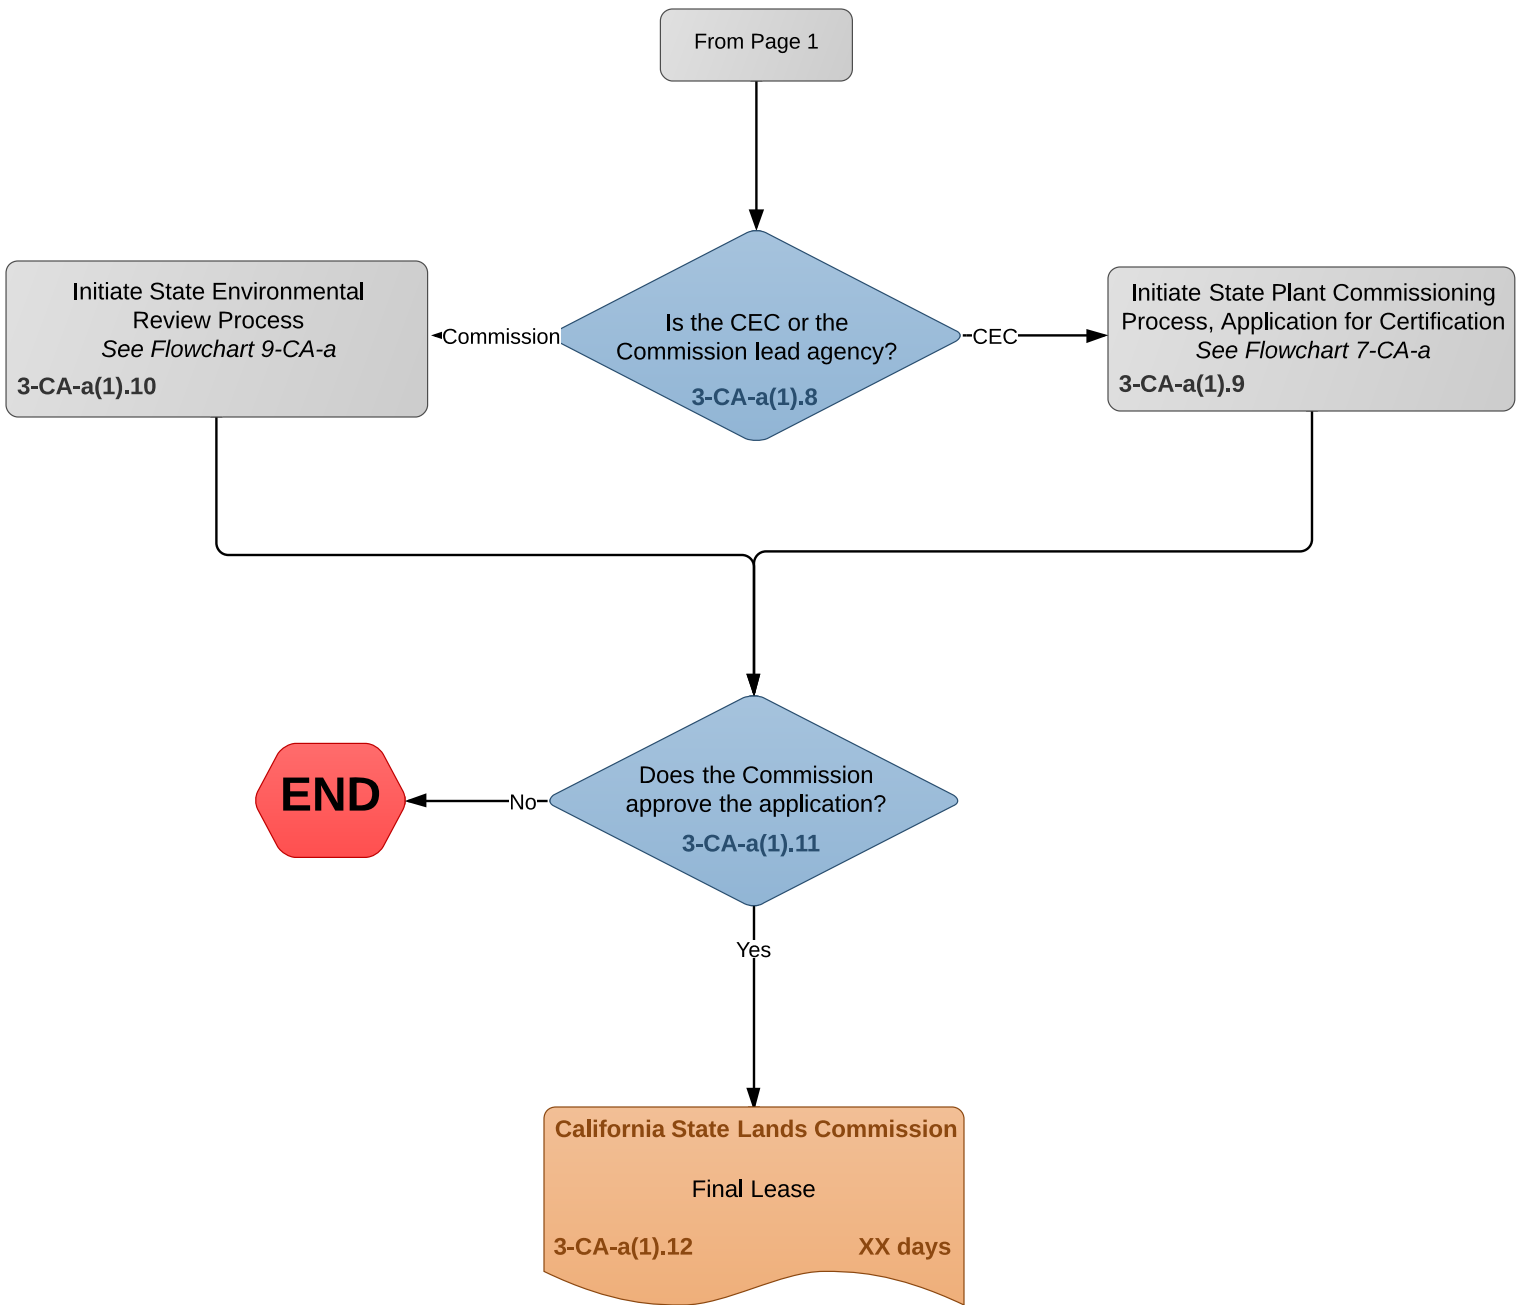 From Page 1
Initiate State Environmental
Review Process
See Flowchart 9-CA-a
3-CA-a(1).10
Commission
Is the CEC or the
Commission lead agency?
3-CA-a(1).8
CEC
Initiate State Plant Commissioning
Process, Application for Certification
See Flowchart 7-CA-a
3-CA-a(1).9
END
No
Does the Commission
approve the application?
3-CA-a(1).11
Yes
California State Lands Commission
Final Lease
3-CA-a(1).12 XX days